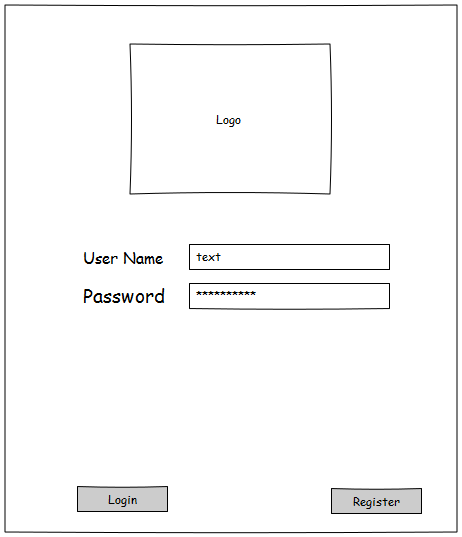 Logo
User Name text
Password **********
Login Register